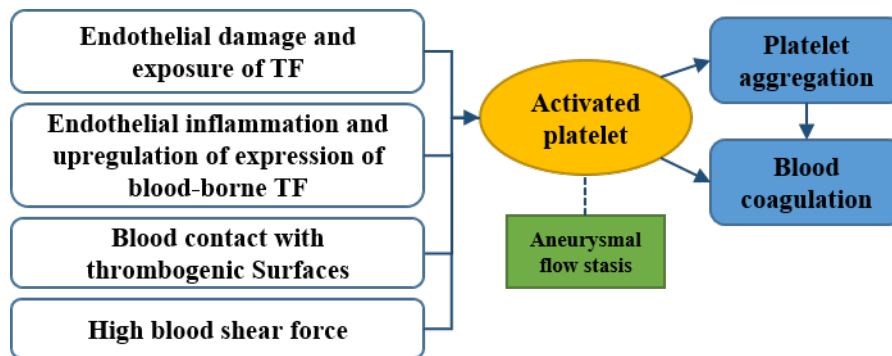 Endothelial damage and
exposure of TF
Endothelial inflammation and
upregulation of expression of
blood-borne TF
Blood contact with
thrombogenic Surfaces
High blood shear force
Activated
platelet
Aneurysmal
flow stasis
Platelet
aggregation
Blood
coagulation